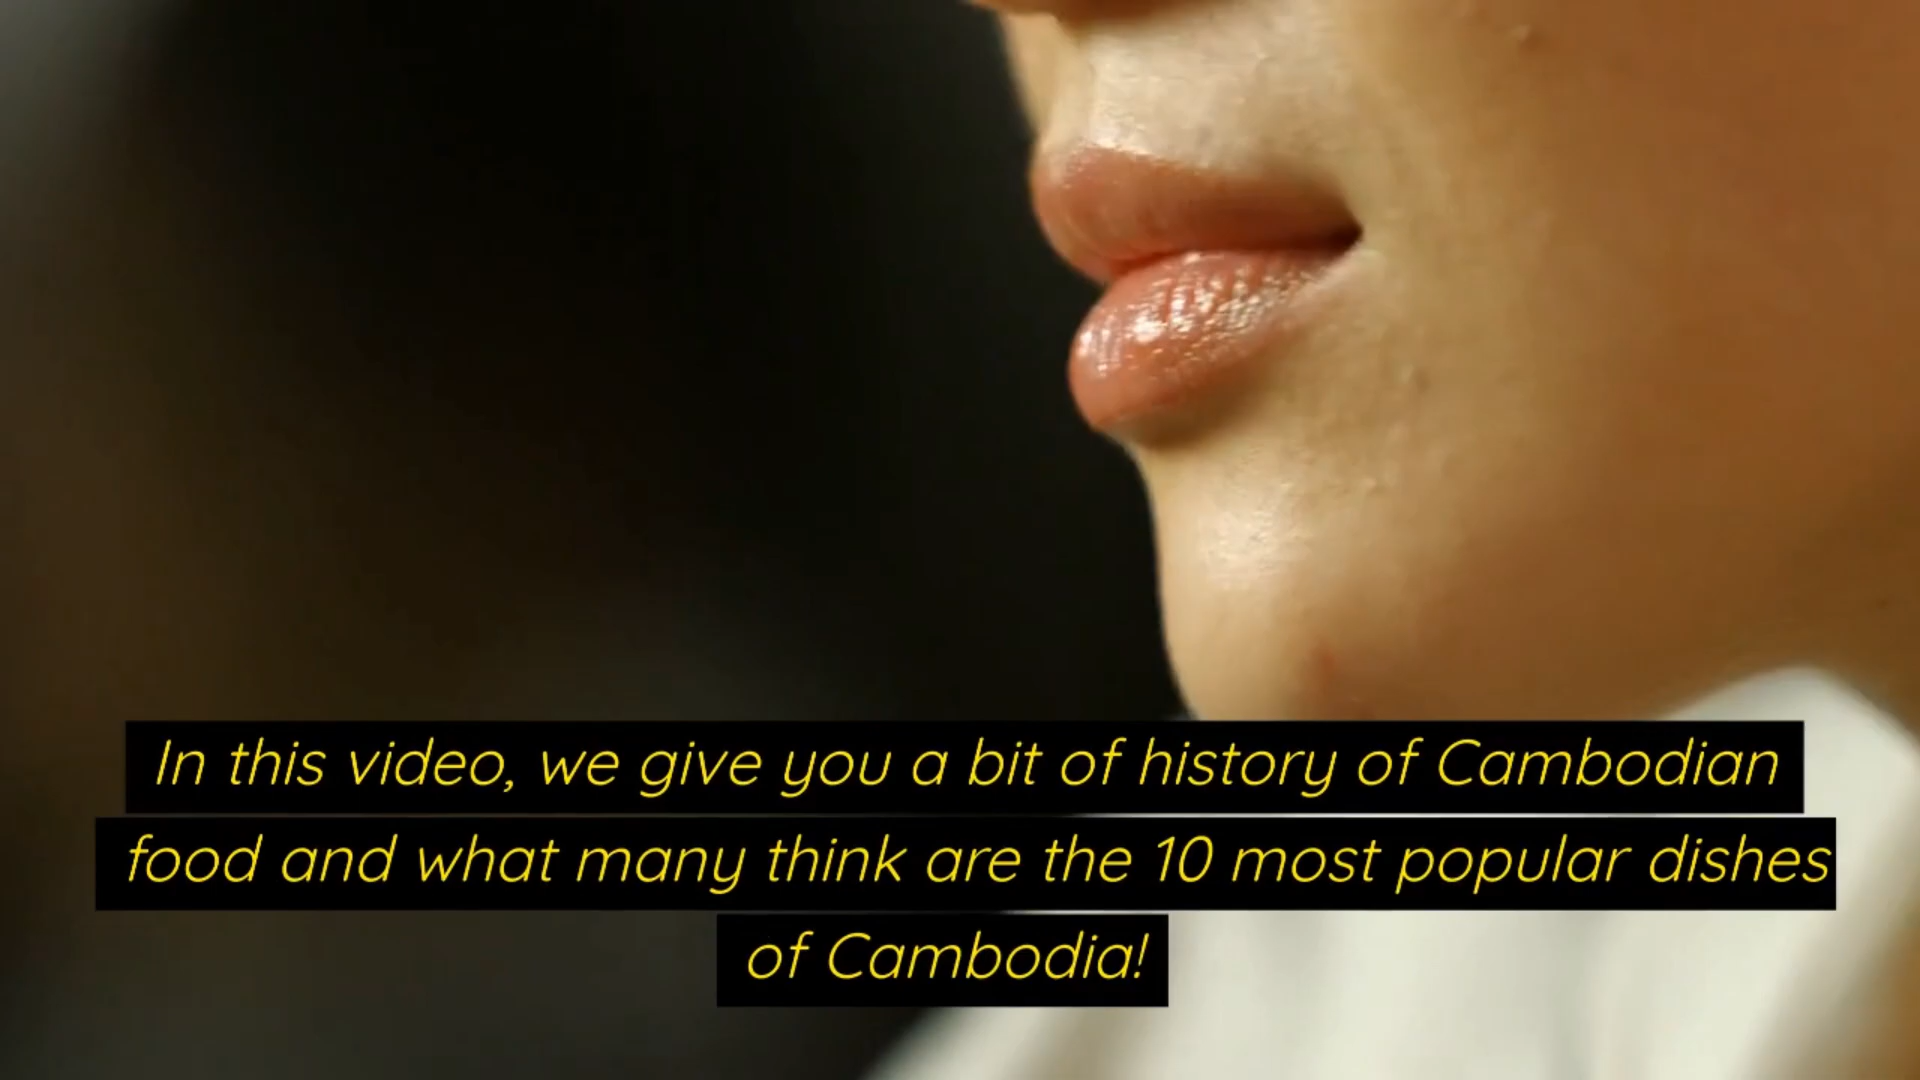 In this video, we give you a bit of history of Cambodian
food and what many think are the 10 most popular dishes
of Cambodia!